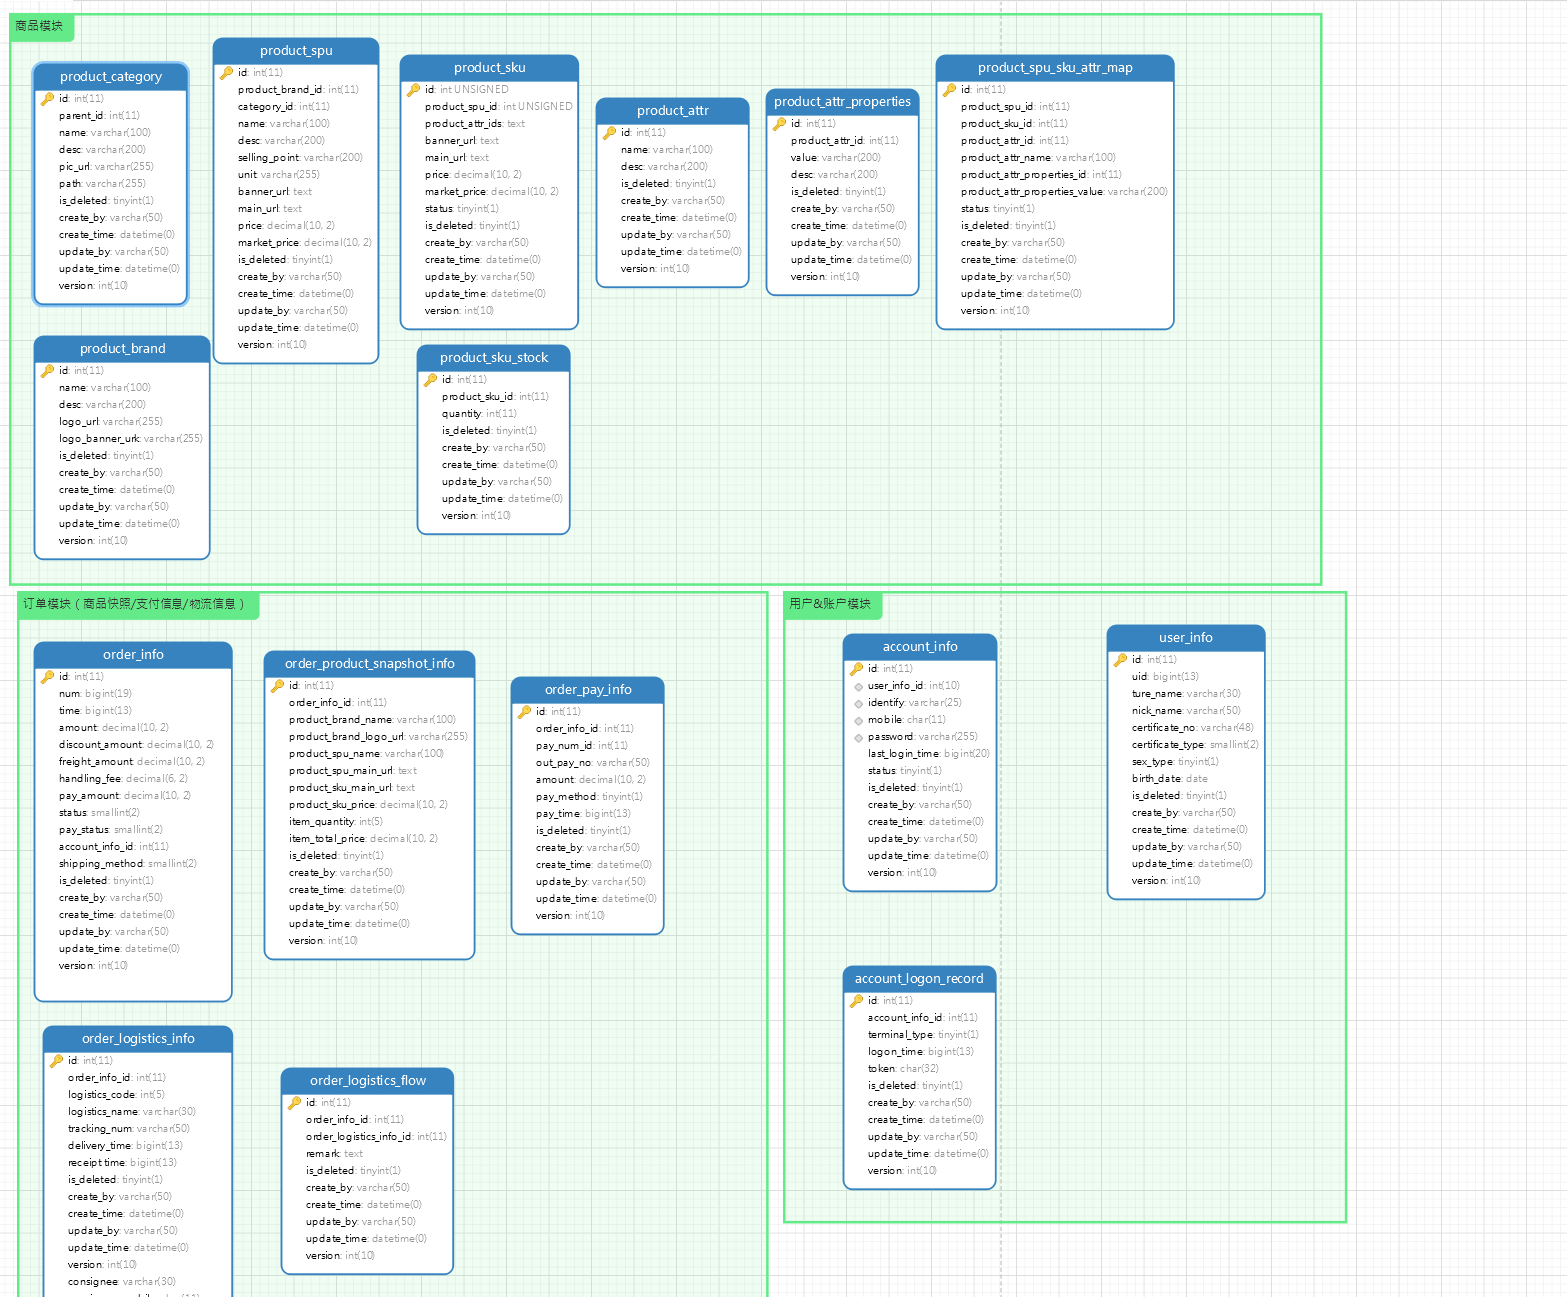 商品模块
product_category
id: int(11)
parent_id: int(11)
name: varchar(100)
desc: varchar(200)
pic_url: varchar(255)
path: varchar(255)
is_deleted: tinyint(1)
create_by: varchar(50)
create_time: datetime(0)
update_by: varchar(50)
update_time: datetime(0)
version: int(10)
product_spu
id: int(11)
product_brand_id: int(11)
category_id: int(11)
name: varchar(100)
desc: varchar(200)
selling_point: varchar(200)
unit: varchar(255)
banner_url: text
main_url: text
price: decimal(10, 2)
market_price: decimal(10, 2)
is_deleted: tinyint(1)
create_by: varchar(50)
create_time: datetime(0)
update_by: varchar(50)
update_time: datetime(0)
version: int(10)
product_sku
id: int UNSIGNED
product_spu_id: int UNSIGNED
product_attr_ids: text
banner_url: text
main_url: text
price: decimal(10, 2)
market_price: decimal(10, 2)
status: tinyint(1)
is_deleted: tinyint(1)
create_by: varchar(50)
create_time: datetime(0)
update_by: varchar(50)
update_time: datetime(0)
version: int(10)
product_attr
id: int(11)
name: varchar(100)
desc: varchar(200)
is_deleted: tinyint(1)
create_by: varchar(50)
create_time: datetime(0)
update_by: varchar(50)
update_time: datetime(0)
version: int(10)
product_attr_properties
id: int(11)
product_attr_id: int(11)
value: varchar(200)
desc: varchar(200)
is_deleted: tinyint(1)
create_by: varchar(50)
create_time: datetime(0)
update_by: varchar(50)
update_time: datetime(0)
version: int(10)
product_spu_sku_attr_map
id: int(11)
product_spu_id: int(11)
product_sku_id: int(11)
product_attr_id: int(11)
product_attr_name: varchar(100)
product_attr_properties_id: int(11)
product_attr_properties_value: varchar(200)
status: tinyint(1)
is_deleted: tinyint(1)
create_by: varchar(50)
create_time: datetime(0)
update_by: varchar(50)
update_time: datetime(0)
version: int(10)
product_brand
id: int(11)
name: varchar(100)
desc: varchar(200)
logo_url: varchar(255)
logo_banner_urk: varchar(255)
is_deleted: tinyint(1)
create_by: varchar(50)
create_time: datetime(0)
update_by: varchar(50)
update_time: datetime(0)
version: int(10)
product_sku_stock
id: int(11)
product_sku_id: int(11)
quantity: int(11)
is_deleted: tinyint(1)
create_by: varchar(50)
create_time: datetime(0)
update_by: varchar(50)
update_time: datetime(0)
version: int(10)
订单模块（商品快照/支付信息/物流信息）
order_info
id: int(11)
num: bigint(19)
time: bigint(13)
amount: decimal(10, 2)
discount_amount: decimal(10, 2)
freight_amount: decimal(10, 2)
handling_fee: decimal(6, 2)
pay_amount: decimal(10, 2)
status: smallint(2)
pay_status: smallint(2)
account_info_id: int(11)
shipping_method: smallint(2)
is_deleted: tinyint(1)
create_by: varchar(50)
create_time: datetime(0)
update_by: varchar(50)
update_time: datetime(0)
version: int(10)
order_product_snapshot_info
id: int(11)
order_info_id: int(11)
product_brand_name: varchar(100)
product_brand_logo_url: varchar(255)
product_spu_name: varchar(100)
product_spu_main_url: text
product_sku_main_url: text
product_sku_price: decimal(10, 2)
item_quantity: int(5)
item_total_price: decimal(10, 2)
is_deleted: tinyint(1)
create_by: varchar(50)
create_time: datetime(0)
update_by: varchar(50)
update_time: datetime(0)
version: int(10)
order_pay_info
id: int(11)
order_info_id: int(11)
pay_num_id: int(11)
out_pay_no: varchar(50)
amount: decimal(10, 2)
pay_method: tinyint(1)
pay_time: bigint(13)
is_deleted: tinyint(1)
create_by: varchar(50)
create_time: datetime(0)
update_by: varchar(50)
update_time: datetime(0)
version: int(10)
order_logistics_info
id: int(11)
order_info_id: int(11)
logistics_code: int(5)
logistics_name: varchar(30)
tracking_num: varchar(50)
delivery_time: bigint(13)
receipt time: bigint(13)
is_deleted: tinyint(1)
create_by: varchar(50)
create_time: datetime(0)
update_by: varchar(50)
update_time: datetime(0)
version: int(10)
consignee: varchar(30)
order_logistics_flow
id: int(11)
order_info_id: int(11)
order_logistics_info_id: int(11)
remark: text
is_deleted: tinyint(1)
create_by: varchar(50)
create_time: datetime(0)
update_by: varchar(50)
update_time: datetime(0)
version: int(10)
用户&账户模块
account_info
id: int(11)
user_info_id: int(10)
identify: varchar(25)
mobile: char(11)
password: varchar(255)
last_login_time: bigint(20)
status: tinyint(1)
is_deleted: tinyint(1)
create_by: varchar(50)
create_time: datetime(0)
update_by: varchar(50)
update_time: datetime(0)
version: int(10)
user_info
id: int(11)
uid: bigint(13)
ture_name: varchar(30)
nick_name: varchar(50)
certificate_no: varchar(48)
certificate_type: smallint(2)
sex_type: tinyint(1)
birth_date: date
is_deleted: tinyint(1)
create_by: varchar(50)
create_time: datetime(0)
update_by: varchar(50)
update_time: datetime(0)
version: int(10)
account_logon_record
id: int(11)
account_info_id: int(11)
terminal_type: tinyint(1)
logon_time: bigint(13)
token: char(32)
is_deleted: tinyint(1)
create_by: varchar(50)
create_time: datetime(0)
update_by: varchar(50)
update_time: datetime(0)
version: int(10)